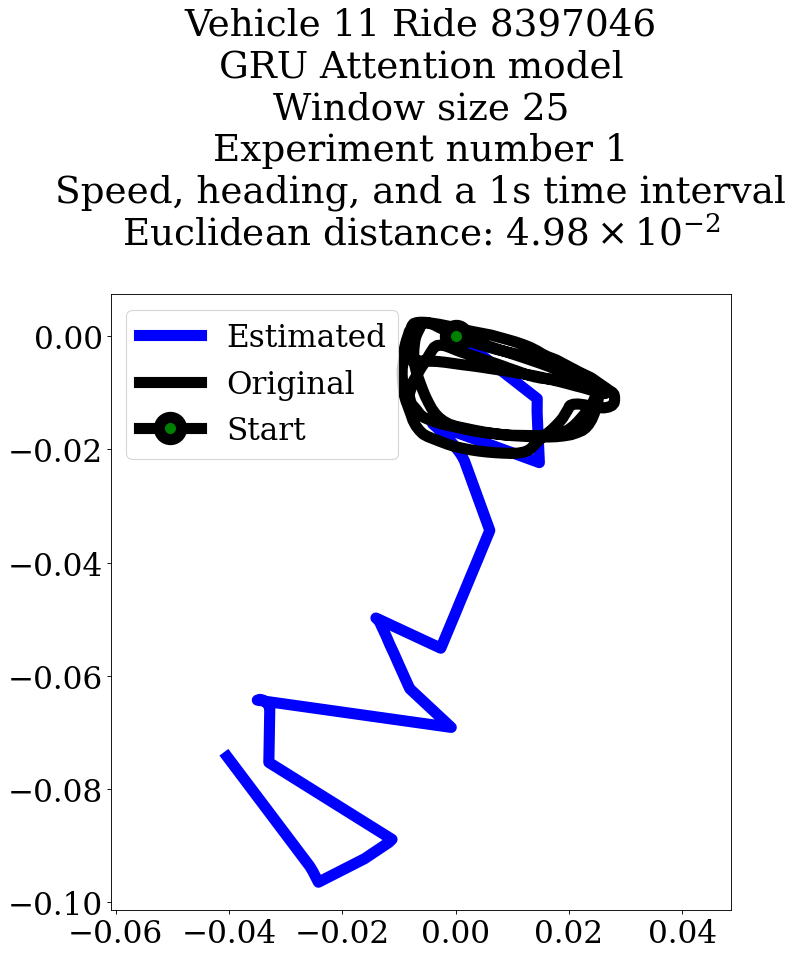 Vehicle 11 Ride 8397046
GRU Attention model
Window size 25
Experiment number 1
Speed, heading, and a 1s time interval
Euclidean distance: 4.98 × 10⁻²
Estimated
Original
Start
0.00
−0.02
−0.04
−0.06
−0.08
−0.10
−0.06 −0.04 −0.02 0.00 0.02 0.04